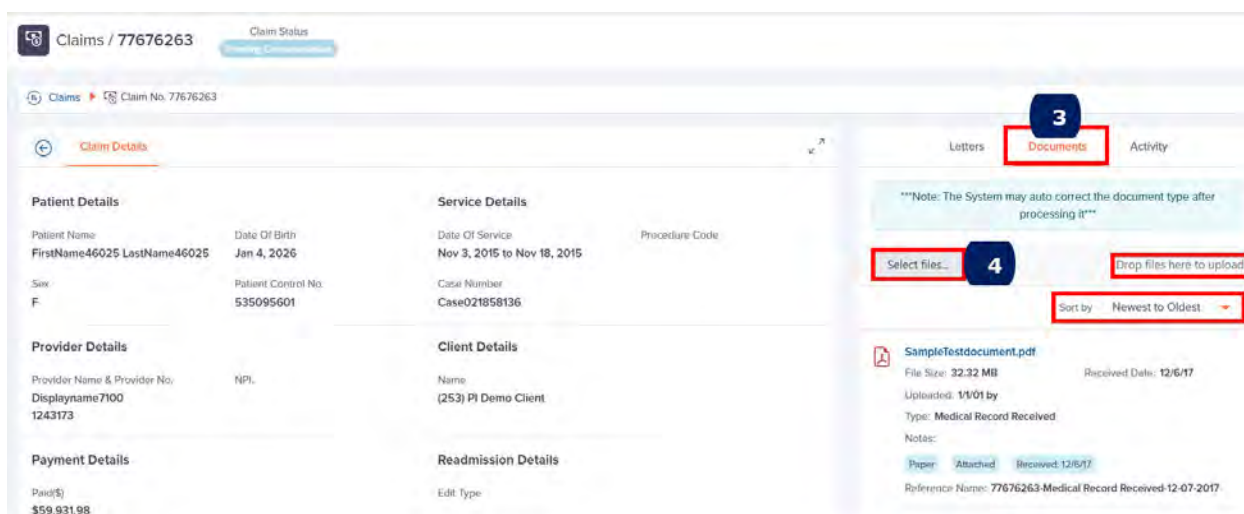 Claims / 77676263
Claim Status
Claims Claim No. 77676263
Claim Details
Patient Details
Patient Name
FirstName46025 LastName46025
Date Of Birth
Jan 4, 2026
Sex
F
Patient Control No.
535095601
Service Details
Date Of Service
Nov 3, 2015 to Nov 18, 2015
Procedure Code
Case Number
Case021858136
Provider Details
Provider Name & Provider No.
Displayname7100
1243173
NPI.
Client Details
Name
(253) PI Demo Client
Payment Details
Paid($)
$59,931.98
Readmission Details
Edit Type
3
Letters Documents Activity
***Note: The System may auto correct the document type after
processing it***
Select files...
4
Drop files here to upload
Sort by Newest to Oldest
SampleTestdocument.pdf
File Size: 32.32 MB Received Date: 12/6/17
Uploaded: 1/1/01 by
Type: Medical Record Received
Notes:
Paper Attached Received: 12/6/17
Reference Name: 77676263-Medical Record Received-12-07-2017